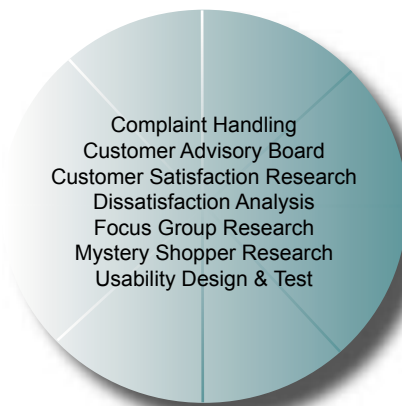 Complaint Handling
Customer Advisory Board
Customer Satisfaction Research
Dissatisfaction Analysis
Focus Group Research
Mystery Shopper Research
Usability Design & Test